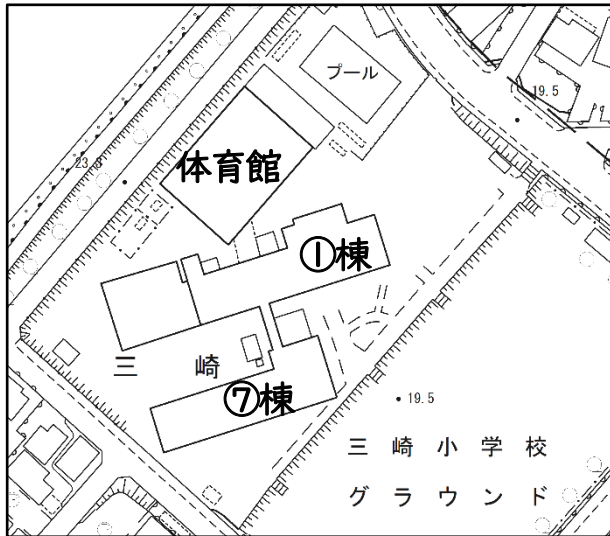 プール
19.5
体育館
23.3
①棟
三 崎
⑦棟
19.5
三 崎 小 学 校
グ ラ ウ ン ド